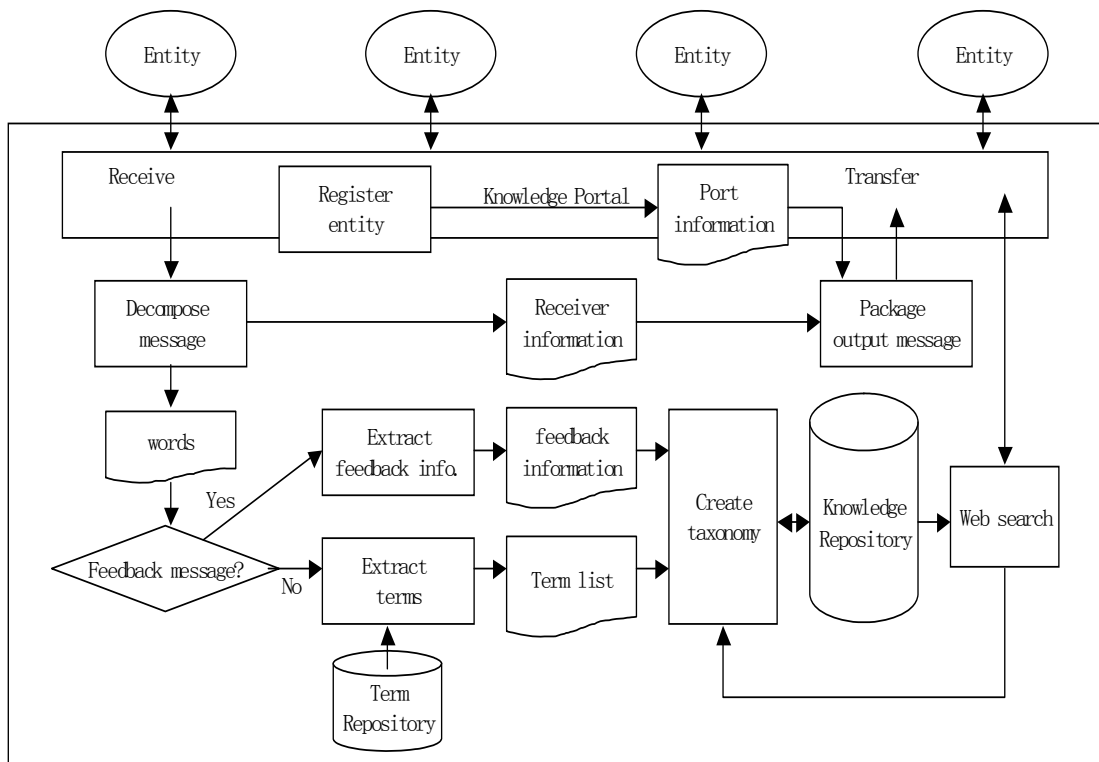 Entity
Entity
Entity
Entity
Receive
Transfer
Register
entity
Knowledge Portal
Port
information
Decompose
message
Receiver
information
Package
output message
words
Extract
feedback info.
feedback
information
Create
taxonomy
Knowledge
Repository
Web search
Yes
Feedback message?
No
Extract
terms
Term list
Term
Repository